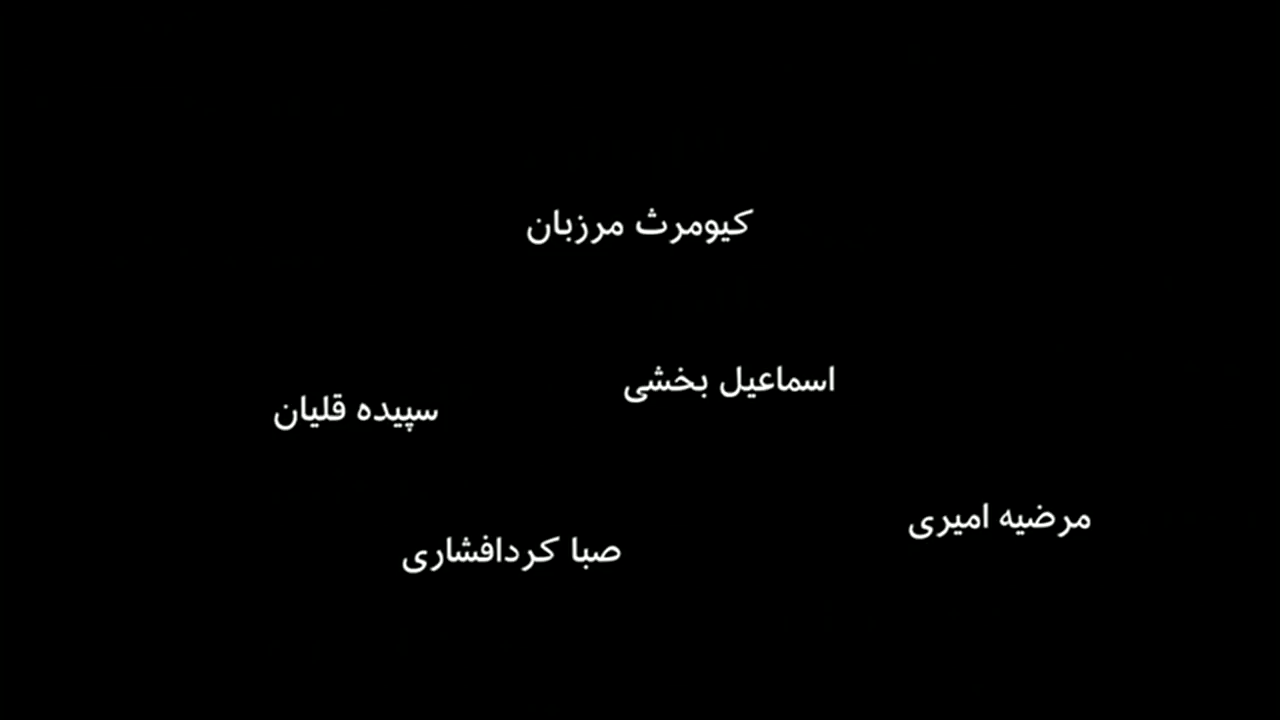 کیومرث مرزبان
اسماعیل بخشی
سپیده قلیان
مرضیه امیری
صبا کردافشاری